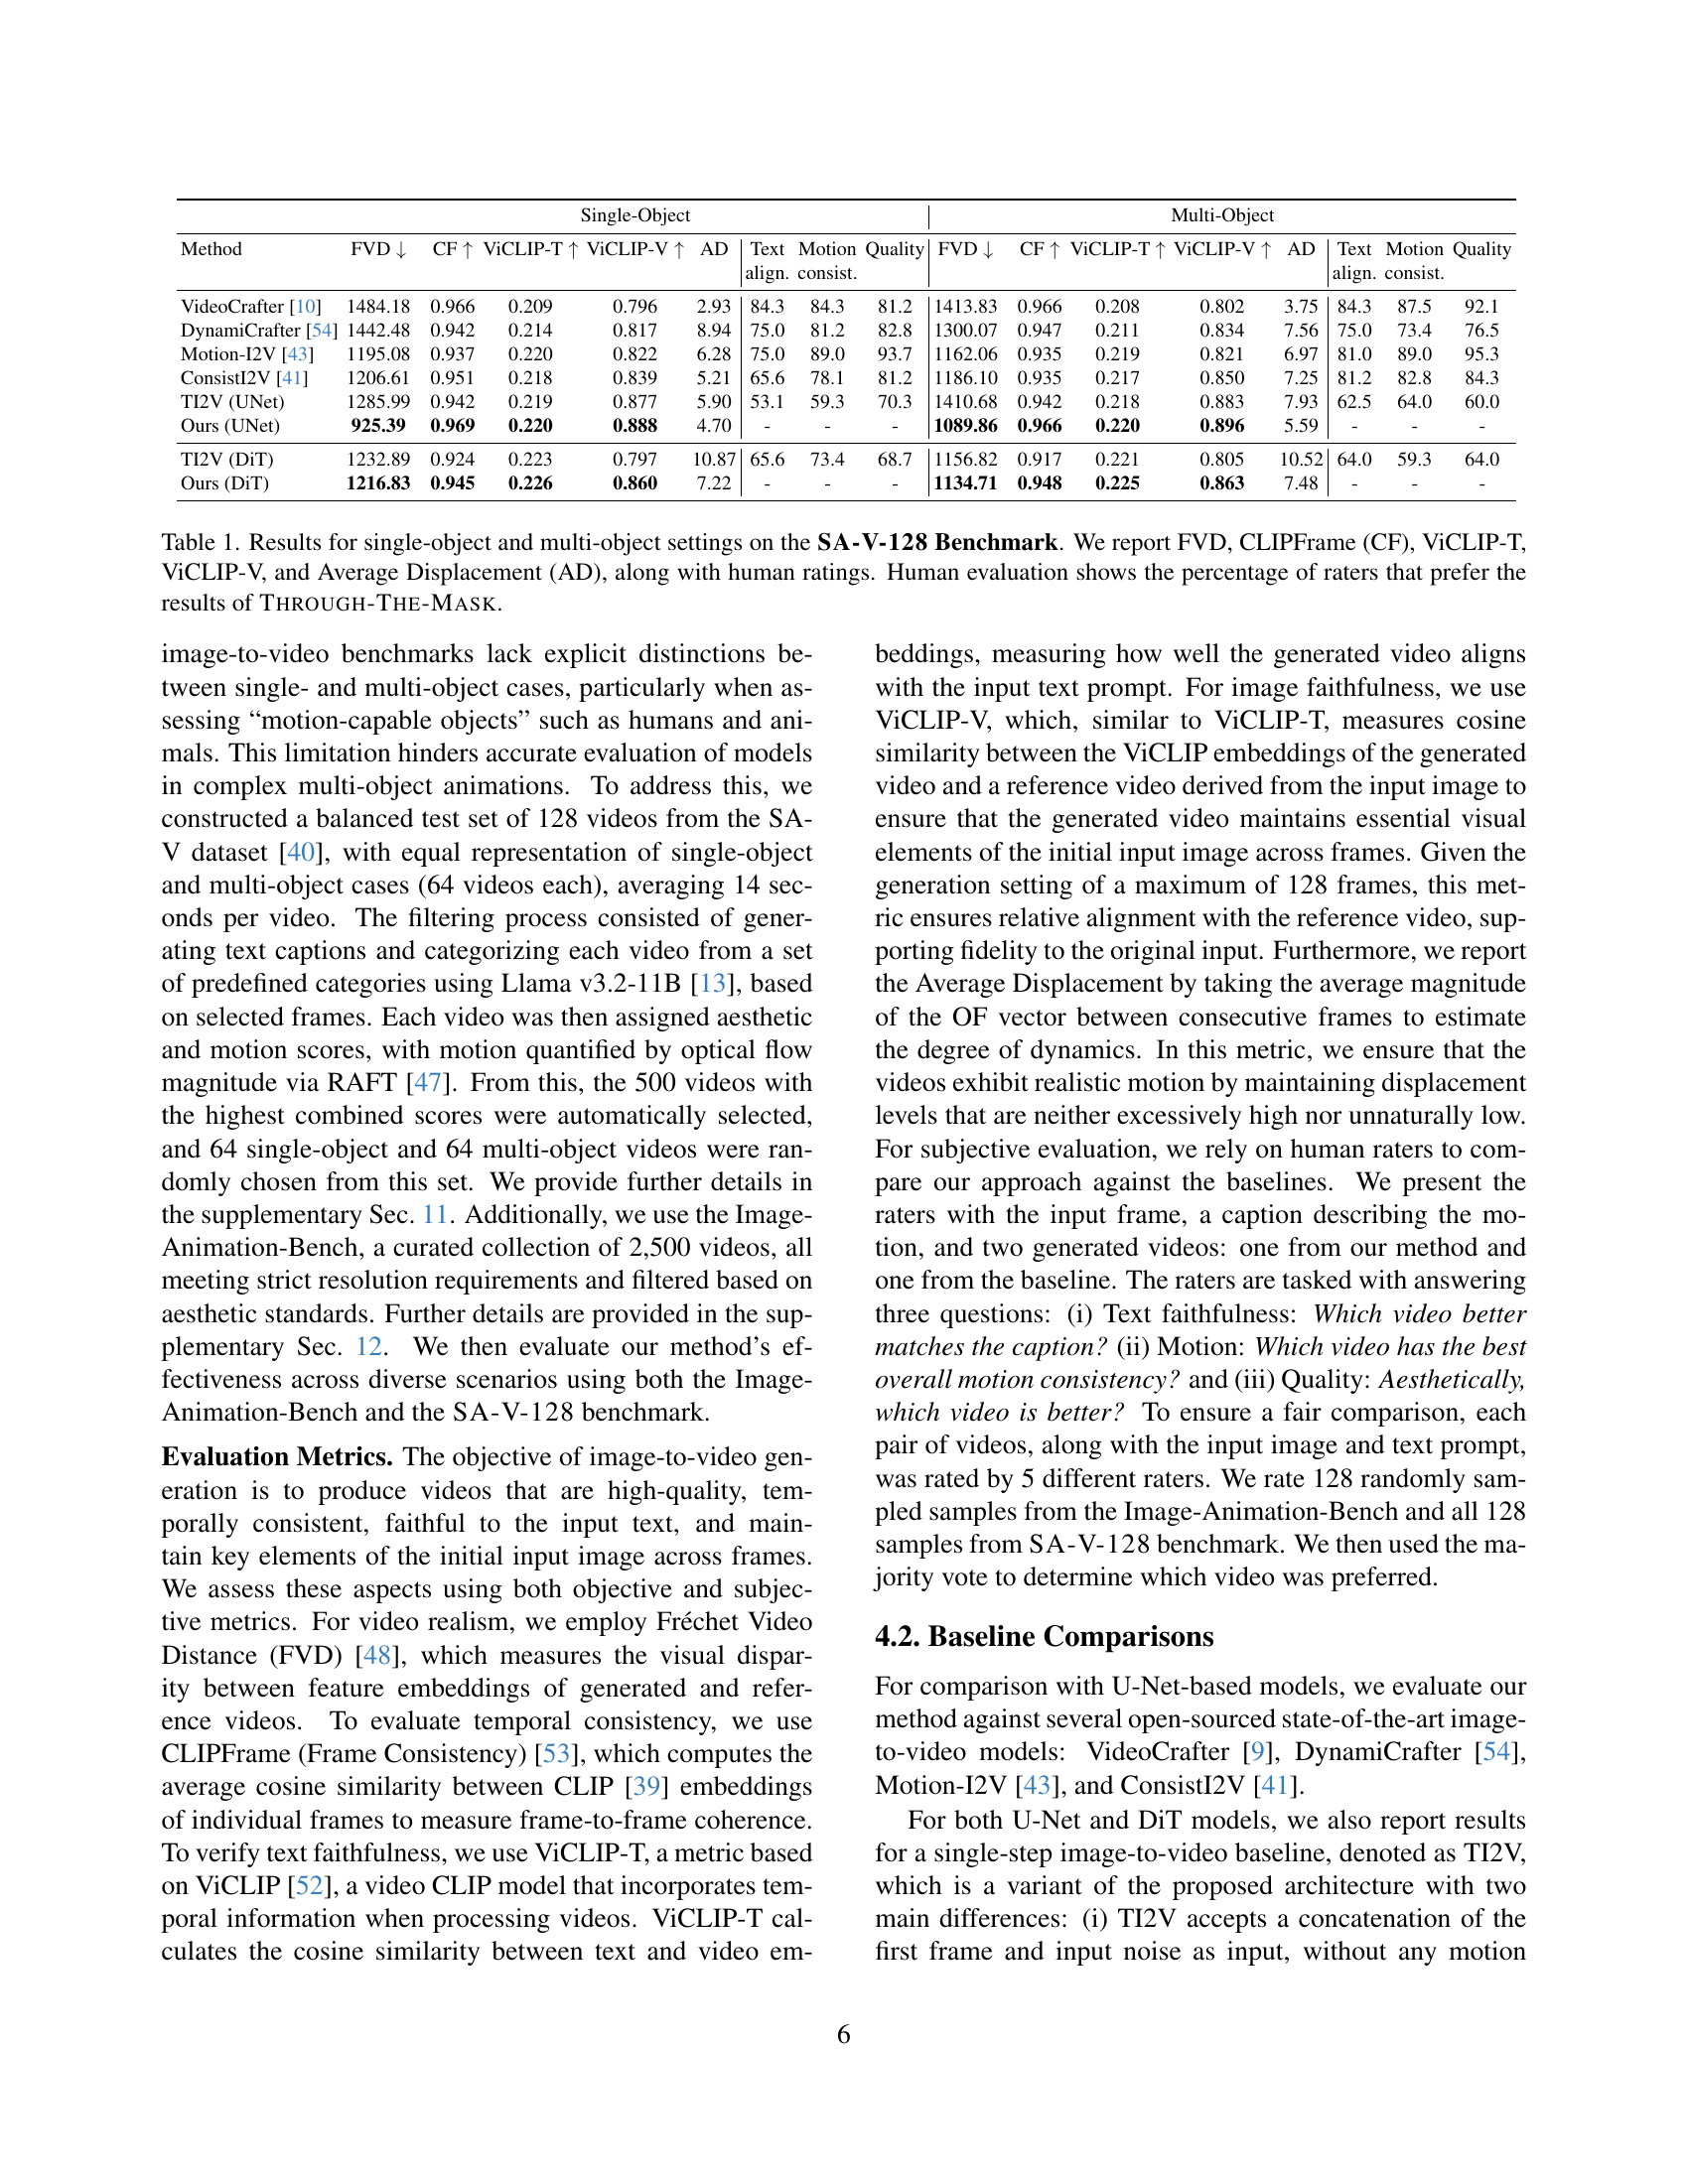 Single-Object Multi-Object
Method FVD ↓ CF ↑ ViCLIP-T ↑ ViCLIP-V ↑ AD Text Motion Quality FVD ↓ CF ↑ ViCLIP-T ↑ ViCLIP-V ↑ AD Text Motion Quality
align. consist. align. consist.
VideoCrafter [10] 1484.18 0.966 0.209 0.796 2.93 84.3 84.3 81.2 1413.83 0.966 0.208 0.802 3.75 84.3 87.5 92.1
DynamiCrafter [54] 1442.48 0.942 0.214 0.817 8.94 75.0 81.2 82.8 1300.07 0.947 0.211 0.834 7.56 75.0 73.4 76.5
Motion-I2V [43] 1195.08 0.937 0.220 0.822 6.28 75.0 89.0 93.7 1162.06 0.935 0.219 0.821 6.97 81.0 89.0 95.3
ConsistI2V [41] 1206.61 0.951 0.218 0.839 5.21 65.6 78.1 81.2 1186.10 0.935 0.217 0.850 7.25 81.2 82.8 84.3
TI2V (UNet) 1285.99 0.942 0.219 0.877 5.90 53.1 59.3 70.3 1410.68 0.942 0.218 0.883 7.93 62.5 64.0 60.0
Ours (UNet) 925.39 0.969 0.220 0.888 4.70 - - - 1089.86 0.966 0.220 0.896 5.59 - - -
TI2V (DiT) 1232.89 0.924 0.223 0.797 10.87 65.6 73.4 68.7 1156.82 0.917 0.221 0.805 10.52 64.0 59.3 64.0
Ours (DiT) 1216.83 0.945 0.226 0.860 7.22 - - - 1134.71 0.948 0.225 0.863 7.48 - - -
Table 1. Results for single-object and multi-object settings on the SA-V-128 Benchmark. We report FVD, CLIPFrame (CF), ViCLIP-T,
ViCLIP-V, and Average Displacement (AD), along with human ratings. Human evaluation shows the percentage of raters that prefer the
results of THROUGH-THE-MASK.
image-to-video benchmarks lack explicit distinctions be-
tween single- and multi-object cases, particularly when as-
sessing “motion-capable objects” such as humans and ani-
mals. This limitation hinders accurate evaluation of models
in complex multi-object animations. To address this, we
constructed a balanced test set of 128 videos from the SA-
V dataset [40], with equal representation of single-object
and multi-object cases (64 videos each), averaging 14 sec-
onds per video. The filtering process consisted of gener-
ating text captions and categorizing each video from a set
of predefined categories using Llama v3.2-11B [13], based
on selected frames. Each video was then assigned aesthetic
and motion scores, with motion quantified by optical flow
magnitude via RAFT [47]. From this, the 500 videos with
the highest combined scores were automatically selected,
and 64 single-object and 64 multi-object videos were ran-
domly chosen from this set. We provide further details in
the supplementary Sec. 11. Additionally, we use the Image-
Animation-Bench, a curated collection of 2,500 videos, all
meeting strict resolution requirements and filtered based on
aesthetic standards. Further details are provided in the sup-
plementary Sec. 12. We then evaluate our method’s ef-
fectiveness across diverse scenarios using both the Image-
Animation-Bench and the SA-V-128 benchmark.
Evaluation Metrics. The objective of image-to-video gen-
eration is to produce videos that are high-quality, tem-
porally consistent, faithful to the input text, and main-
tain key elements of the initial input image across frames.
We assess these aspects using both objective and subjec-
tive metrics. For video realism, we employ Fréchet Video
Distance (FVD) [48], which measures the visual dispar-
ity between feature embeddings of generated and refer-
ence videos. To evaluate temporal consistency, we use
CLIPFrame (Frame Consistency) [53], which computes the
average cosine similarity between CLIP [39] embeddings
of individual frames to measure frame-to-frame coherence.
To verify text faithfulness, we use ViCLIP-T, a metric based
on ViCLIP [52], a video CLIP model that incorporates tem-
poral information when processing videos. ViCLIP-T cal-
culates the cosine similarity between text and video em-
beddings, measuring how well the generated video aligns
with the input text prompt. For image faithfulness, we use
ViCLIP-V, which, similar to ViCLIP-T, measures cosine
similarity between the ViCLIP embeddings of the generated
video and a reference video derived from the input image to
ensure that the generated video maintains essential visual
elements of the initial input image across frames. Given the
generation setting of a maximum of 128 frames, this met-
ric ensures relative alignment with the reference video, sup-
porting fidelity to the original input. Furthermore, we report
the Average Displacement by taking the average magnitude
of the OF vector between consecutive frames to estimate
the degree of dynamics. In this metric, we ensure that the
videos exhibit realistic motion by maintaining displacement
levels that are neither excessively high nor unnaturally low.
For subjective evaluation, we rely on human raters to com-
pare our approach against the baselines. We present the
raters with the input frame, a caption describing the mo-
tion, and two generated videos: one from our method and
one from the baseline. The raters are tasked with answering
three questions: (i) Text faithfulness: Which video better
matches the caption? (ii) Motion: Which video has the best
overall motion consistency? and (iii) Quality: Aesthetically,
which video is better? To ensure a fair comparison, each
pair of videos, along with the input image and text prompt,
was rated by 5 different raters. We rate 128 randomly sam-
pled samples from the Image-Animation-Bench and all 128
samples from SA-V-128 benchmark. We then used the ma-
jority vote to determine which video was preferred.
4.2. Baseline Comparisons
For comparison with U-Net-based models, we evaluate our
method against several open-sourced state-of-the-art image-
to-video models: VideoCrafter [9], DynamiCrafter [54],
Motion-I2V [43], and ConsistI2V [41].
For both U-Net and DiT models, we also report results
for a single-step image-to-video baseline, denoted as TI2V,
which is a variant of the proposed architecture with two
main differences: (i) TI2V accepts a concatenation of the
first frame and input noise as input, without any motion
6